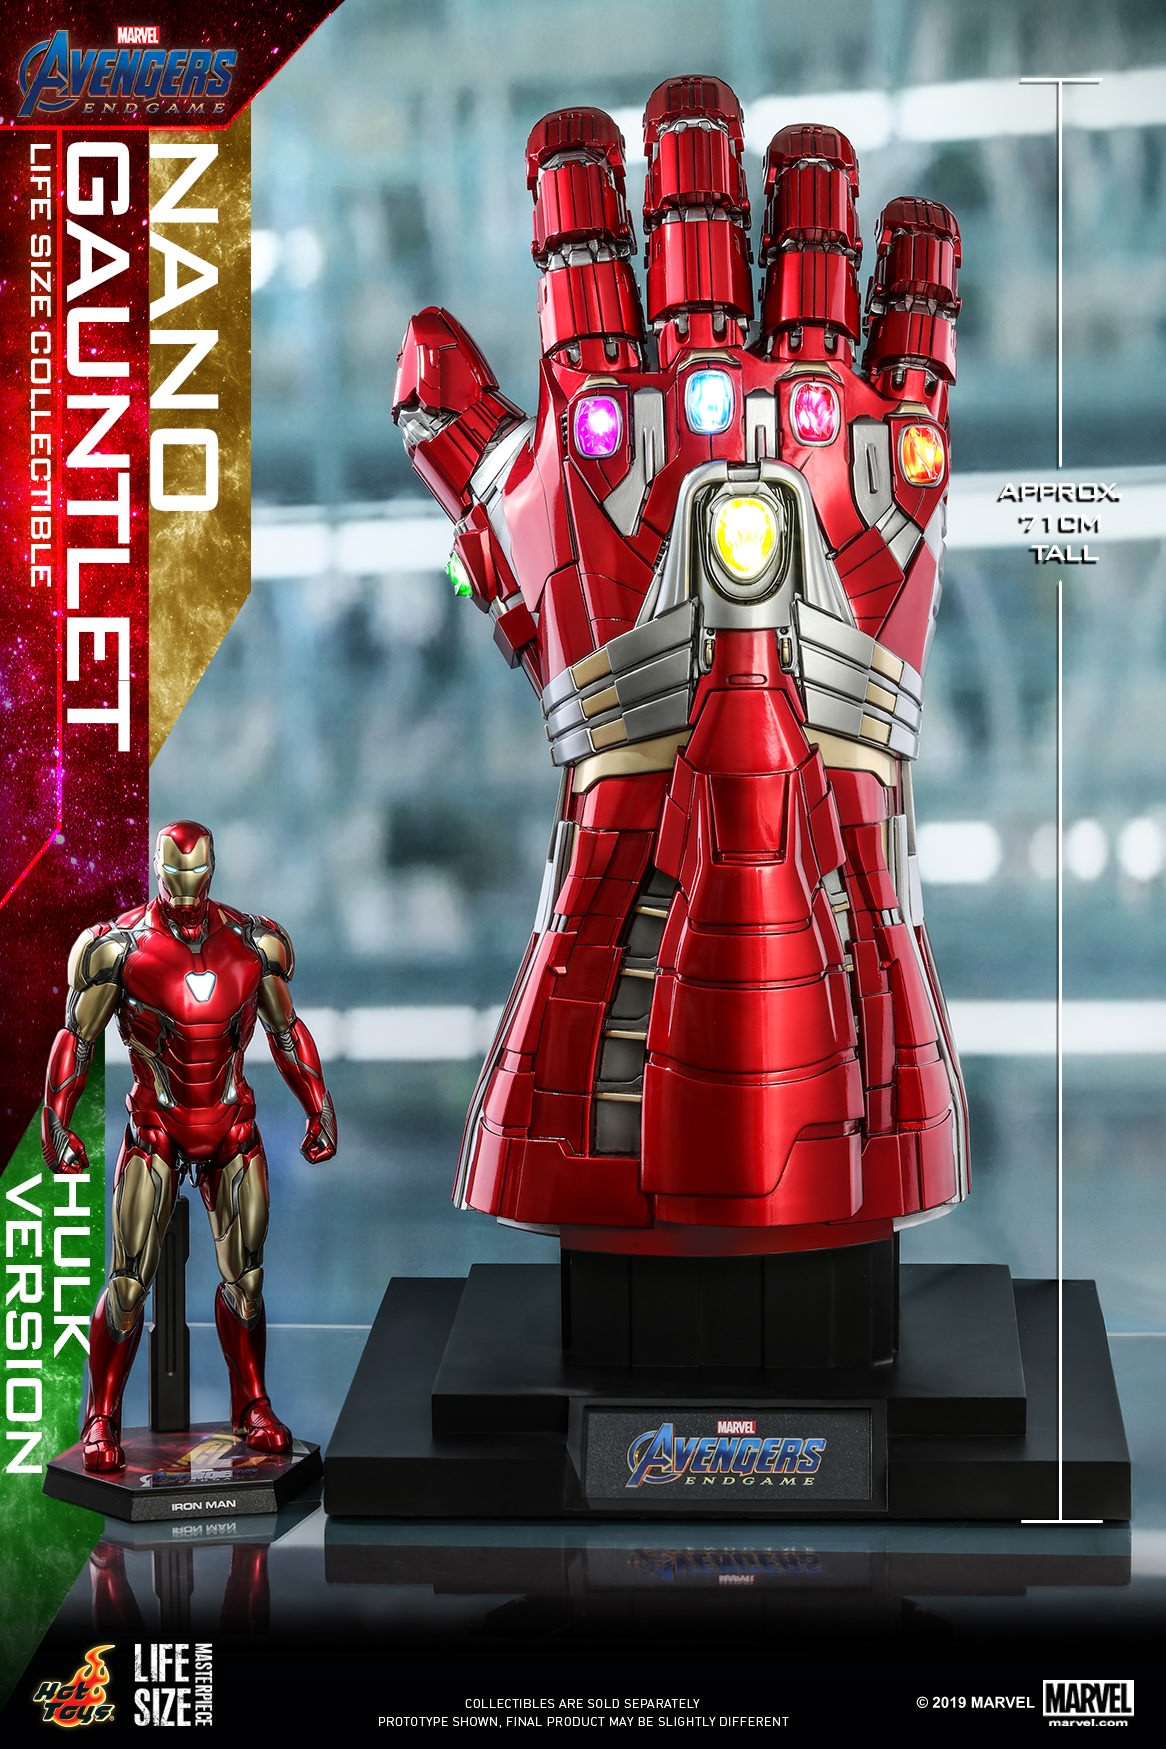 MARVEL
AVENGERS
ENDGAME
NANO
GAUNTLET
LIFE SIZE COLLECTIBLE
HULK
VERSION
APPROX.
71CM
TALL
MARVEL
AVENGERS
ENDGAME
IRON MAN
Hot
Toys
LIFE
SIZE
MASTERPIECE
COLLECTIBLES ARE SOLD SEPARATELY
PROTOTYPE SHOWN, FINAL PRODUCT MAY BE SLIGHTLY DIFFERENT
© 2019 MARVEL
MARVEL
marvel.com